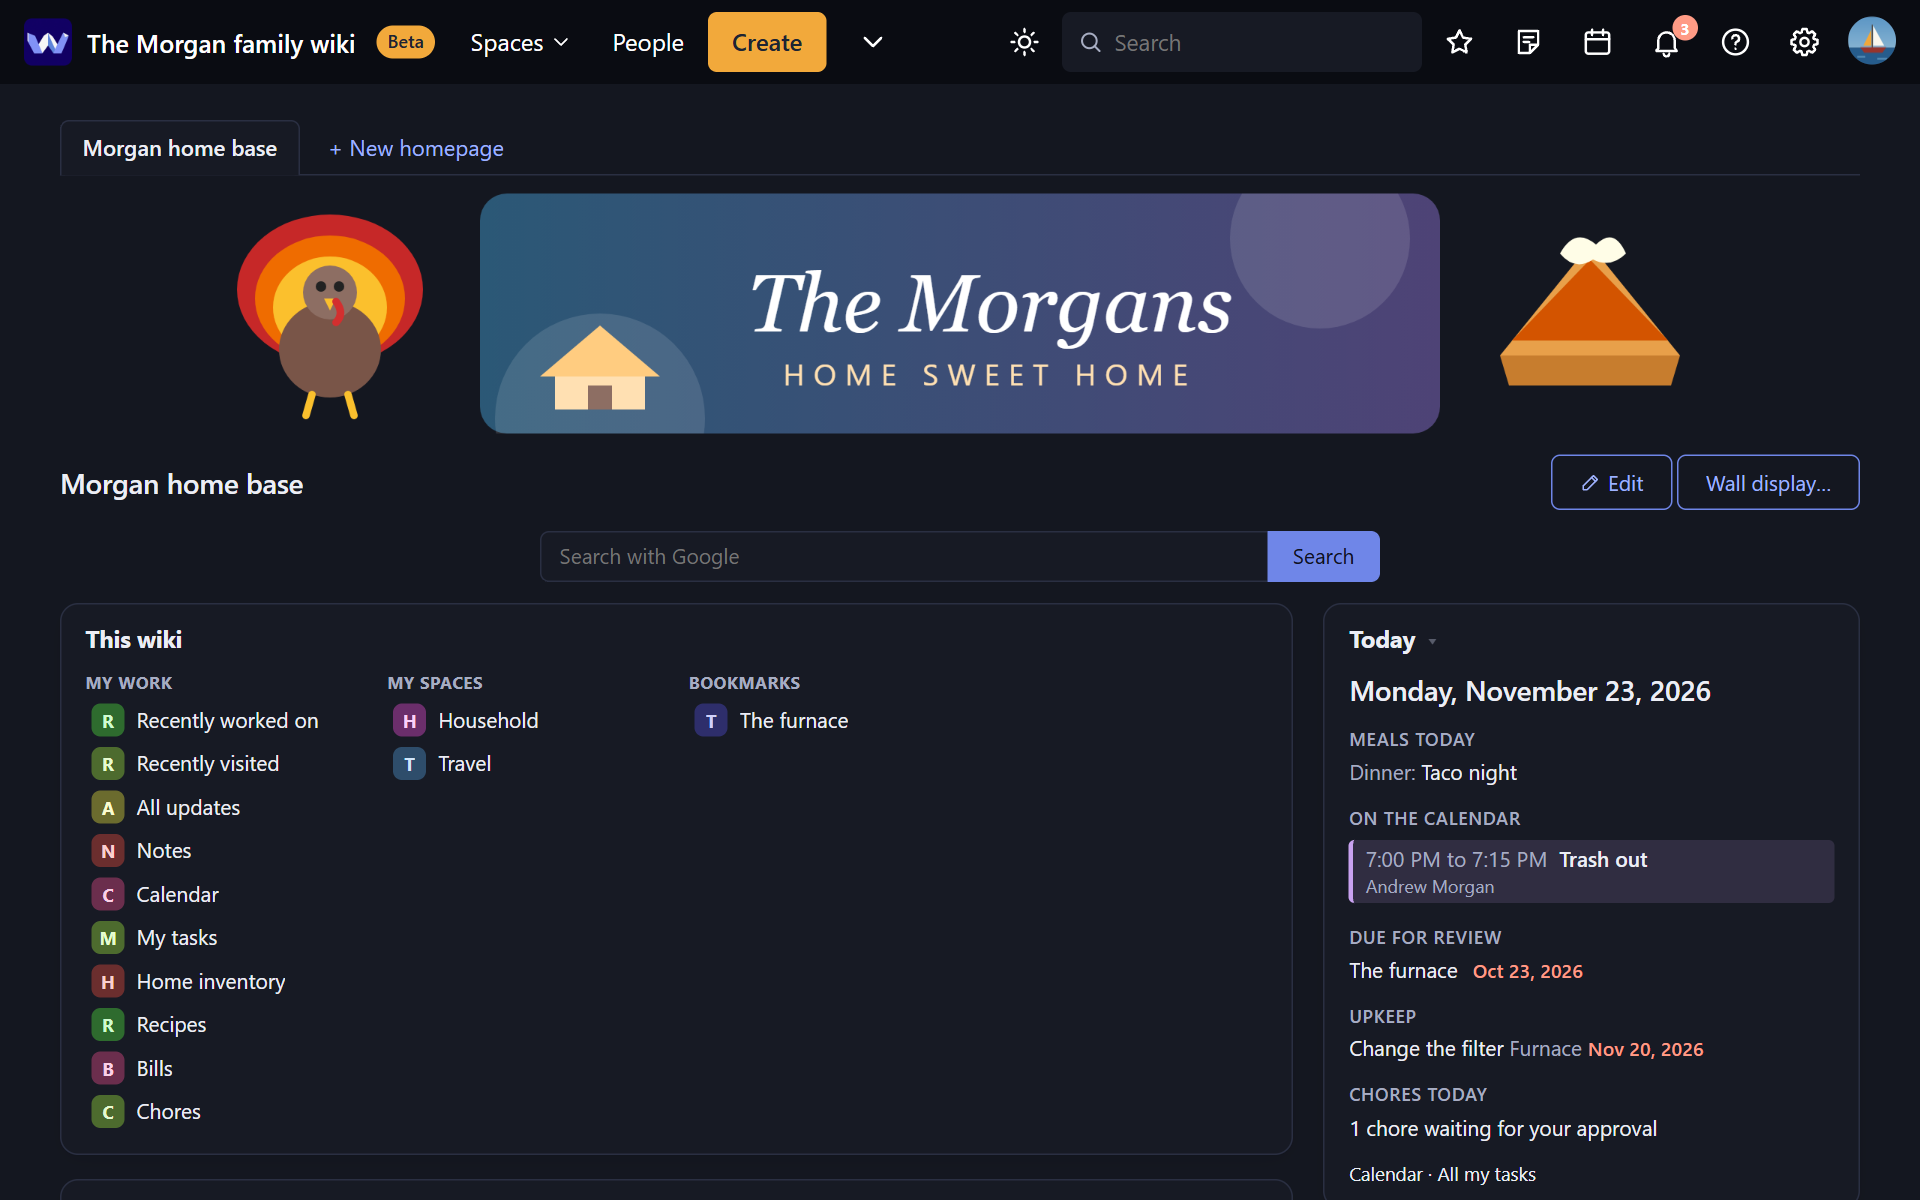 The Morgan family wiki
Beta
Spaces
People
Create
Search
3
Morgan home base
+ New homepage
The Morgans
HOME SWEET HOME
Morgan home base
Edit
Wall display...
Search with Google
Search
This wiki
MY WORK
R Recently worked on
R Recently visited
A All updates
N Notes
C Calendar
M My tasks
H Home inventory
R Recipes
B Bills
C Chores
MY SPACES
H Household
T Travel
BOOKMARKS
T The furnace
Today
Monday, November 23, 2026
MEALS TODAY
Dinner: Taco night
ON THE CALENDAR
7:00 PM to 7:15 PM Trash out
Andrew Morgan
DUE FOR REVIEW
The furnace Oct 23, 2026
UPKEEP
Change the filter Furnace Nov 20, 2026
CHORES TODAY
1 chore waiting for your approval
Calendar · All my tasks